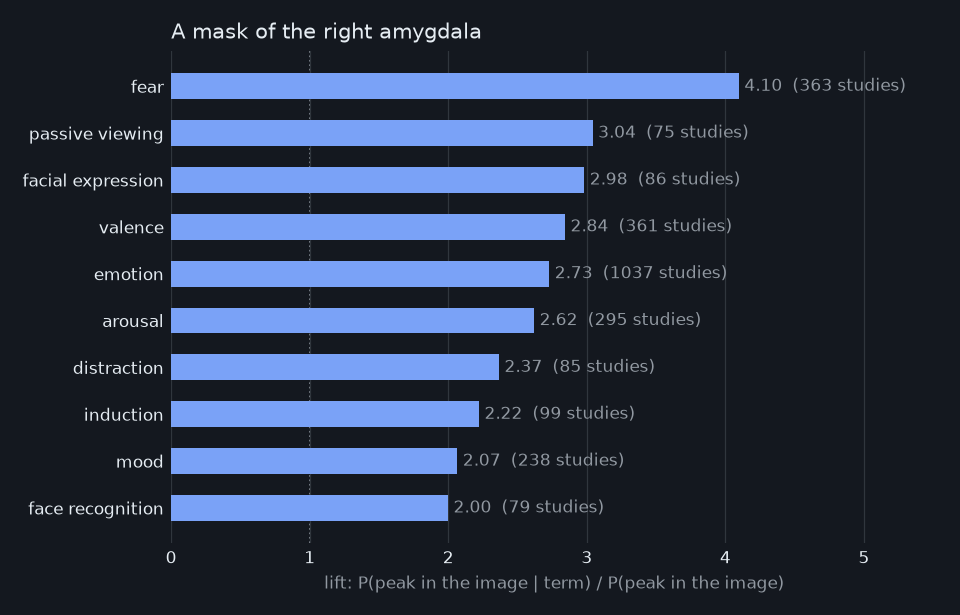 A mask of the right amygdala
fear 4.10 (363 studies)
passive viewing 3.04 (75 studies)
facial expression 2.98 (86 studies)
valence 2.84 (361 studies)
emotion 2.73 (1037 studies)
arousal 2.62 (295 studies)
distraction 2.37 (85 studies)
induction 2.22 (99 studies)
mood 2.07 (238 studies)
face recognition 2.00 (79 studies)
0 1 2 3 4 5
lift: P(peak in the image | term) / P(peak in the image)